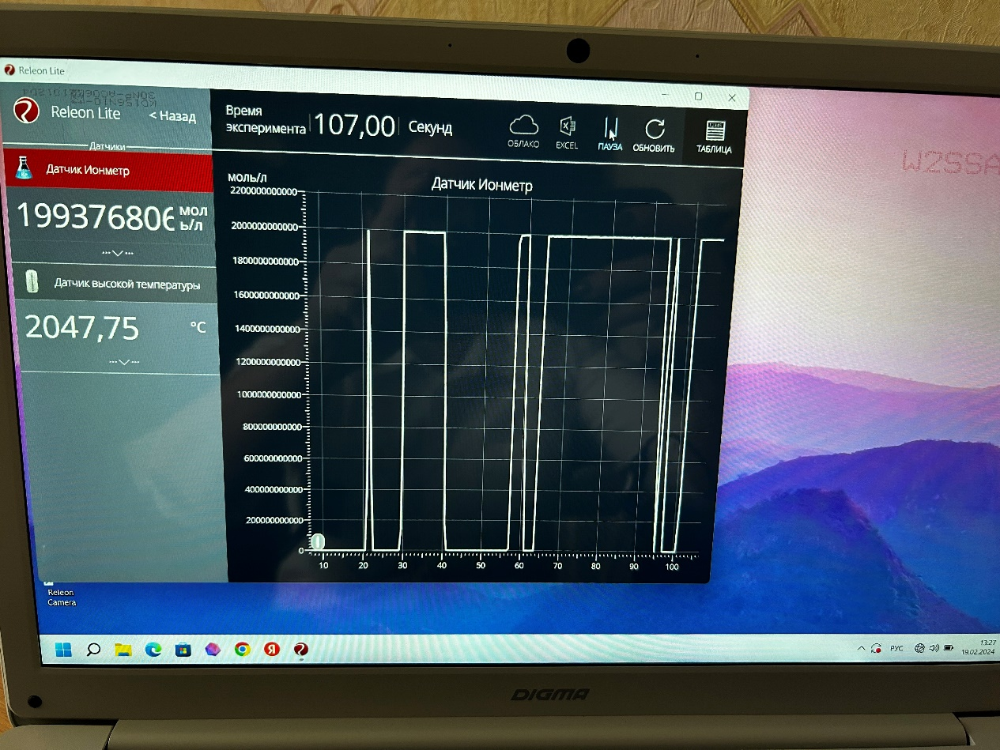 Releon Lite
Releon Lite
< Назад
Датчики
Датчик Ионметр
199376806 мол
ь/л
Датчик высокой температуры
2047,75 °C
Время
эксперимента 107,00 Секунд
ОБЛАКО
EXCEL
ПАУЗА
ОБНОВИТЬ
ТАБЛИЦА
моль/л
Датчик Ионметр
2200000000000
2000000000000
1800000000000
1600000000000
1400000000000
1200000000000
1000000000000
800000000000
600000000000
400000000000
200000000000
0
10 20 30 40 50 60 70 80 90 100
W2SSA
Releon
Camera
РУС
13:27
19.02.2024
DIGMA